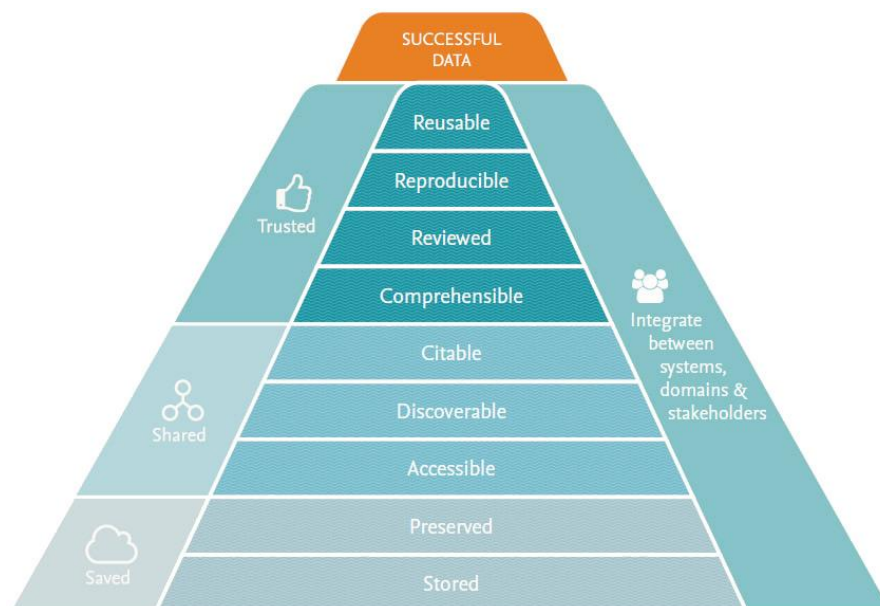 SUCCESSFUL
DATA
Reusable
Reproducible
Reviewed
Comprehensible
Citable
Discoverable
Accessible
Preserved
Stored
Trusted
Shared
Saved
Integrate
between
systems,
domains &
stakeholders